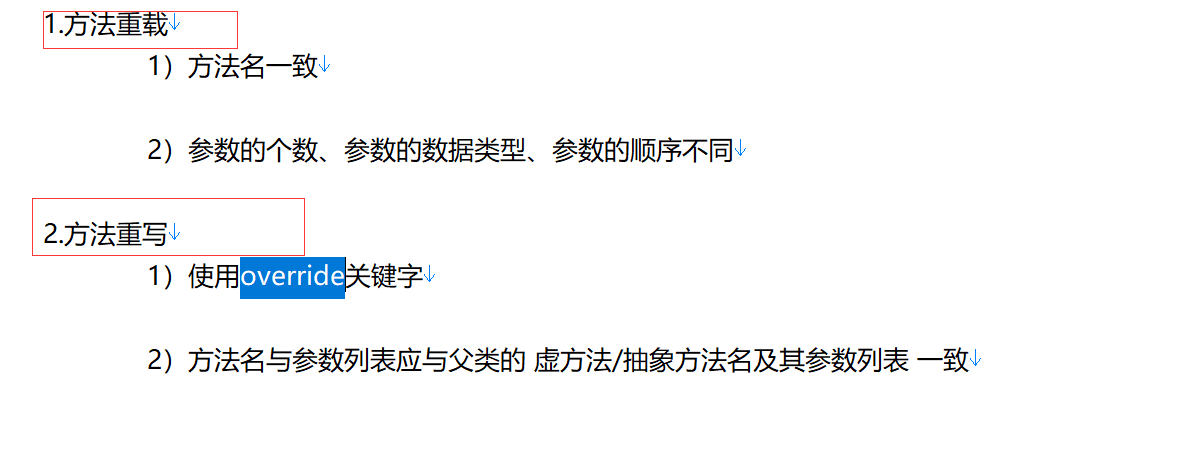 1.方法重载↓
1）方法名一致↓
2）参数的个数、参数的数据类型、参数的顺序不同↓
2.方法重写↓
1）使用override关键字↓
2）方法名与参数列表应与父类的 虚方法/抽象方法名及其参数列表 一致↓